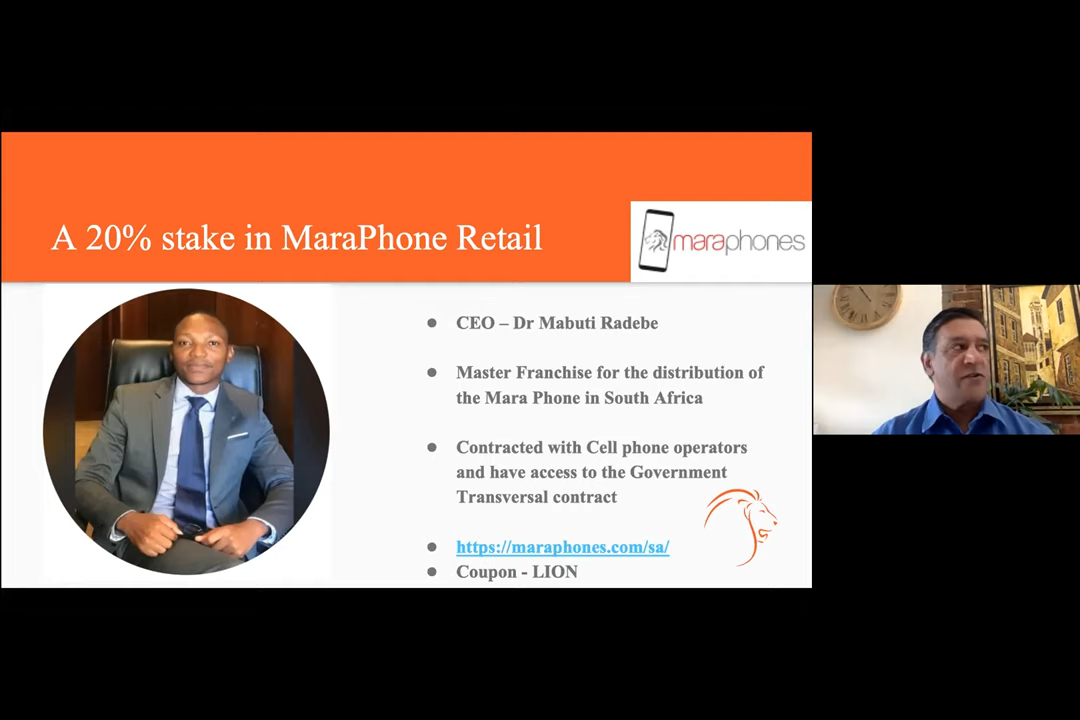 A 20% stake in MaraPhone Retail
maraphones
● CEO – Dr Mabuti Radebe
● Master Franchise for the distribution of
the Mara Phone in South Africa
● Contracted with Cell phone operators
and have access to the Government
Transversal contract
● https://maraphones.com/sa/
● Coupon - LION